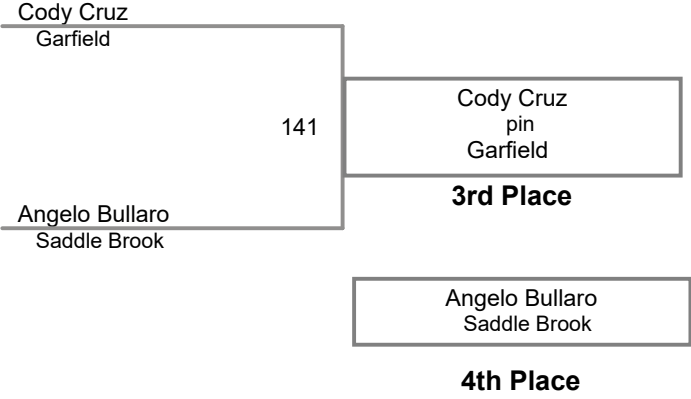 Cody Cruz
Garfield
141
Cody Cruz
pin
Garfield
3rd Place
Angelo Bullaro
Saddle Brook
Angelo Bullaro
Saddle Brook
4th Place